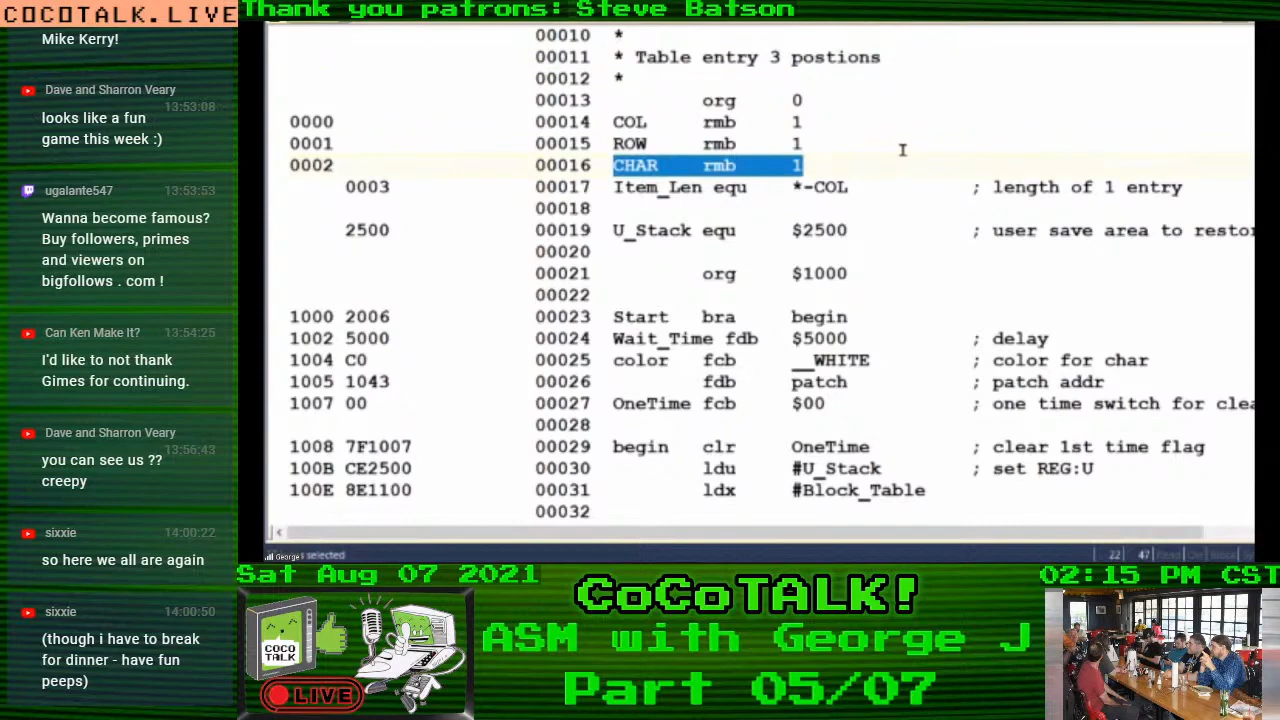 COCOTALK.LIVE
Thank you patrons: Steve Batson
Mike Kerry!
Dave and Sharron Veary
13:53:08
looks like a fun
game this week :)
ugalante547 13:53:53
Wanna become famous?
Buy followers, primes
and viewers on
bigfollows . com !
Can Ken Make It? 13:54:25
I'd like to not thank
Gimes for continuing.
Dave and Sharron Veary
13:56:43
you can see us ??
creepy
sixxie 14:00:22
so here we all are again
sixxie 14:00:50
(though i have to break
for dinner - have fun
peeps)
00010 *
00011 * Table entry 3 postions
00012 *
00013 org 0
0000 00014 COL rmb 1
0001 00015 ROW rmb 1
0002 00016 CHAR rmb 1
0003 00017 Item_Len equ *-COL ; length of 1 entry
00018
2500 00019 U_Stack equ $2500 ; user save area to restor
00020
00021 org $1000
00022
1000 2006 00023 Start bra begin
1002 5000 00024 Wait_Time fdb $5000 ; delay
1004 C0 00025 color fcb __WHITE ; color for char
1005 1043 00026 fdb patch ; patch addr
1007 00 00027 OneTime fcb $00 ; one time switch for clea
00028
1008 7F1007 00029 begin clr OneTime ; clear 1st time flag
100B CE2500 00030 ldu #U_Stack ; set REG:U
100E 8E1100 00031 ldx #Block_Table
00032
George selected 22 47
Sat Aug 07 2021
CoCoTALK!
02:15 PM CST
COCO
TALK
LIVE
ASM with George J
Part 05/07